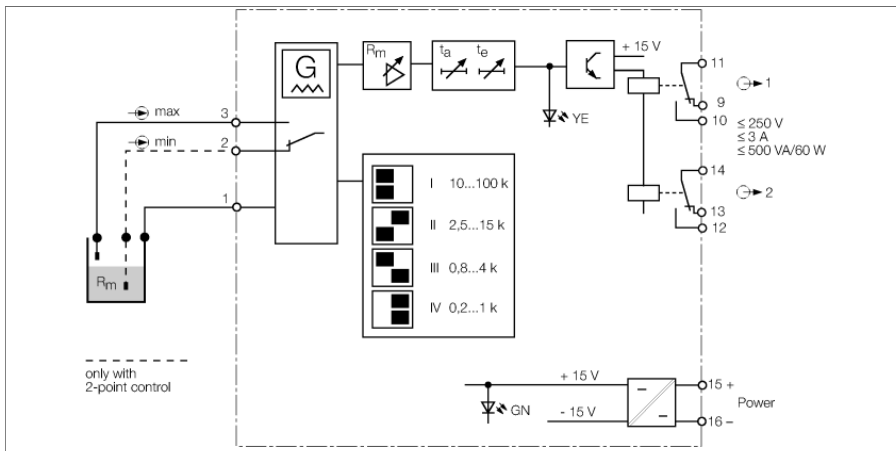 G
Rm
ta
te
+ 15 V
YE
11
9
10
1
≤ 250 V
≤ 3 A
≤ 500 VA/60 W
14
13
12
2
max
3
min
2
1
Rm
I 10...100 k
II 2,5...15 k
III 0,8...4 k
IV 0,2...1 k
only with
2-point control
+ 15 V
GN
- 15 V
15 +
Power
16 –